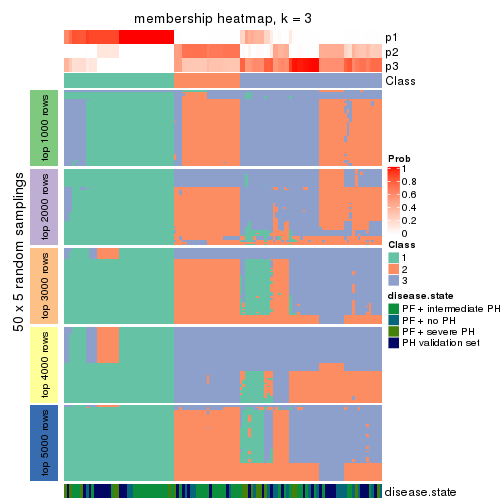 membership heatmap, k = 3
p1
p2
p3
Class
50 x 5 random samplings
top 1000 rows
top 2000 rows
top 3000 rows
top 4000 rows
top 5000 rows
Prob
1
0.8
0.6
0.4
0.2
0
Class
1
2
3
disease.state
PF + intermediate PH
PF + no PH
PF + severe PH
PH validation set
disease.state